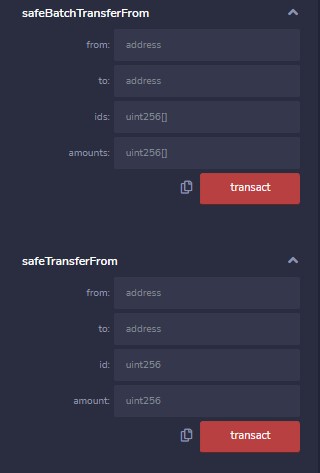 safeBatchTransferFrom
from: address
to: address
ids: uint256[]
amounts: uint256[]
transact
safeTransferFrom
from: address
to: address
id: uint256
amount: uint256
transact